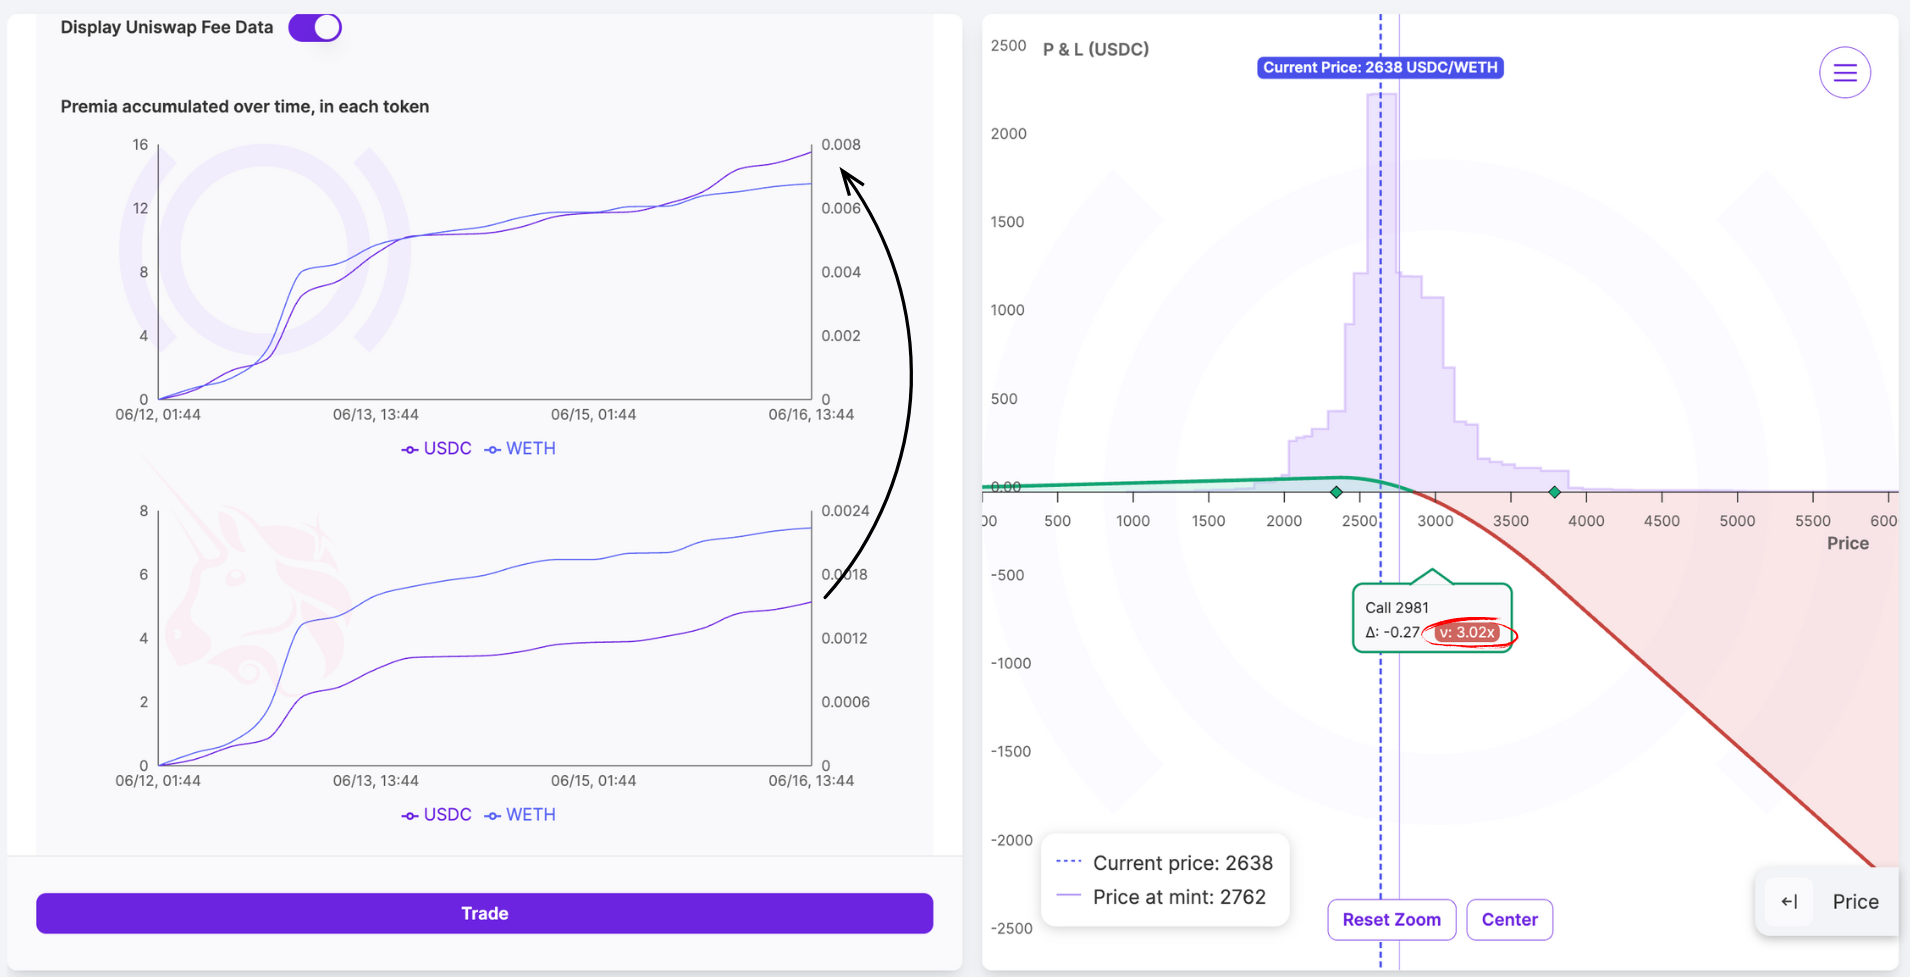 Display Uniswap Fee Data
Premia accumulated over time, in each token
16
12
8
4
0
0.008
0.006
0.004
0.002
0
06/12, 01:44
06/13, 13:44
06/15, 01:44
06/16, 13:44
USDC WETH
8
6
4
2
0
0.0024
0.0018
0.0012
0.0006
0
06/12, 01:44
06/13, 13:44
06/15, 01:44
06/16, 13:44
USDC WETH
Trade
P & L (USDC)
Current Price: 2638 USDC/WETH
2500
2000
1500
1000
500
0.00
-500
-1000
-1500
-2000
-2500
00 500 1000 1500 2000 2500 3000 3500 4000 4500 5000 5500 600
Price
Call 2981
Δ: -0.27 ν: 3.02x
Current price: 2638
Price at mint: 2762
Reset Zoom
Center
Price